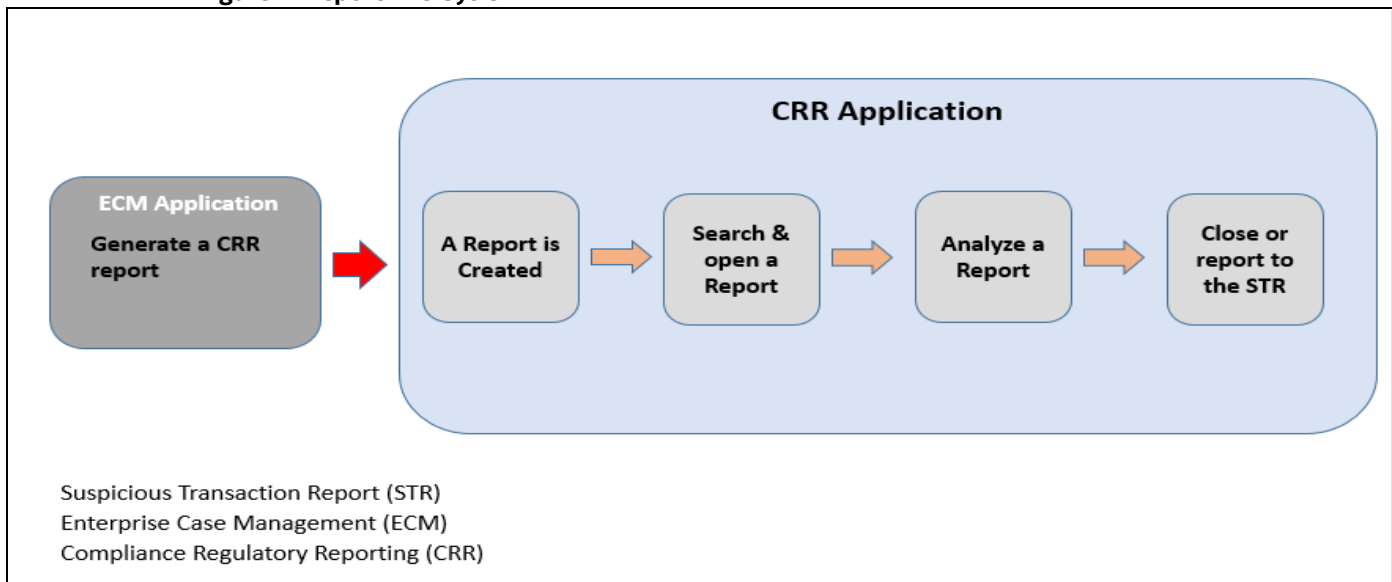 CRR Application
ECM Application
Generate a CRR
report
A Report is
Created
Search &
open a
Report
Analyze a
Report
Close or
report to
the STR
Suspicious Transaction Report (STR)
Enterprise Case Management (ECM)
Compliance Regulatory Reporting (CRR)